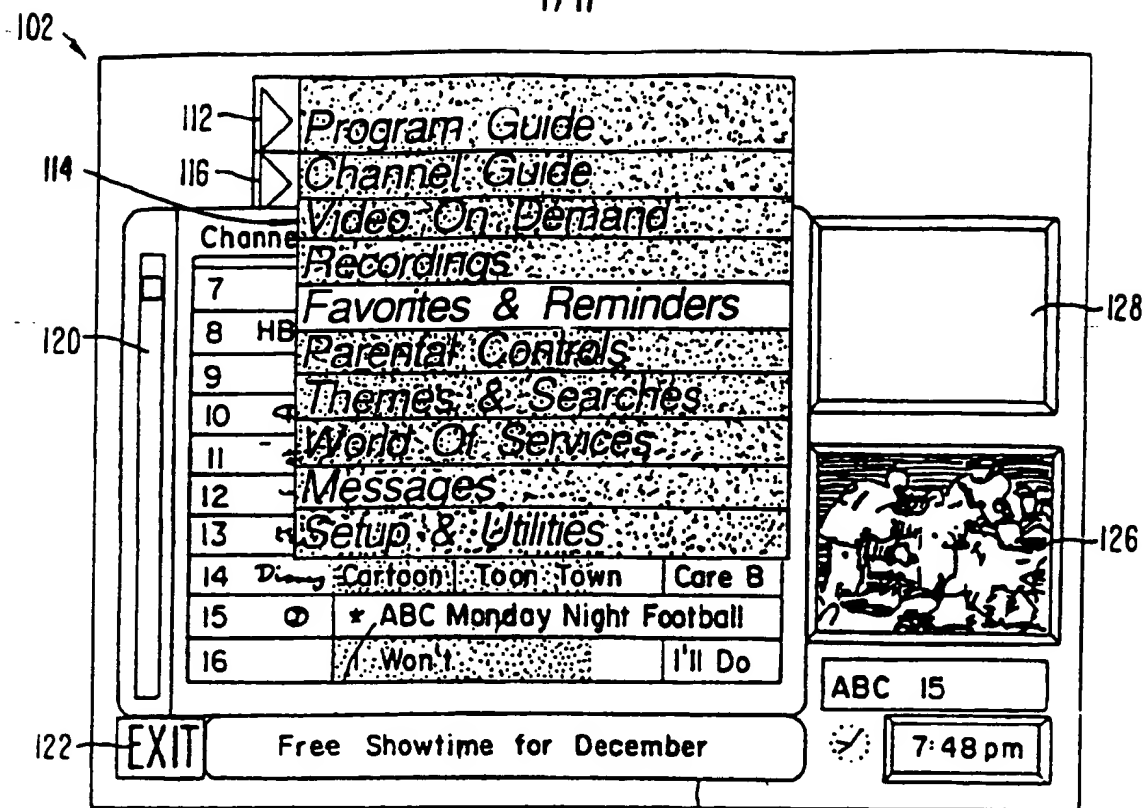 102
112
Program Guide
114
116
Channel Guide
Video On Demand
Channe
Recordings
7
Favorites & Reminders
128
8 HB
120
Parental Controls
9
Themes & Searches
10
World Of Services
11
Messages
12
Setup & Utilities
13
126
14 Disney Cartoon Toon Town Care B
15 * ABC Monday Night Football
16 I Won't I'll Do
ABC 15
122
EXIT
Free Showtime for December
7:48 pm